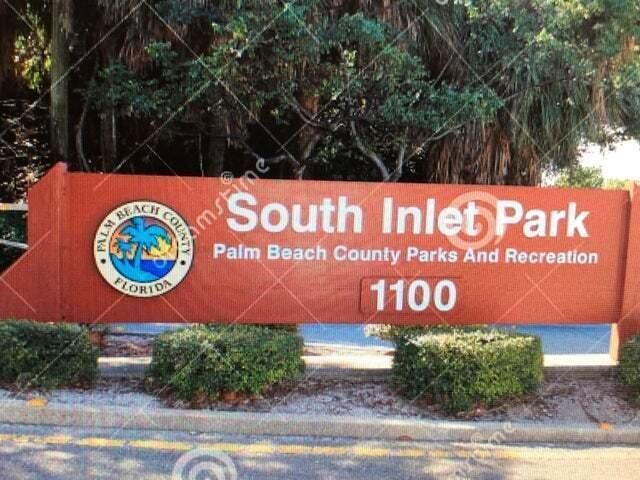 South Inlet Park
Palm Beach County Parks And Recreation
1100
PALM BEACH COUNTY
FLORIDA